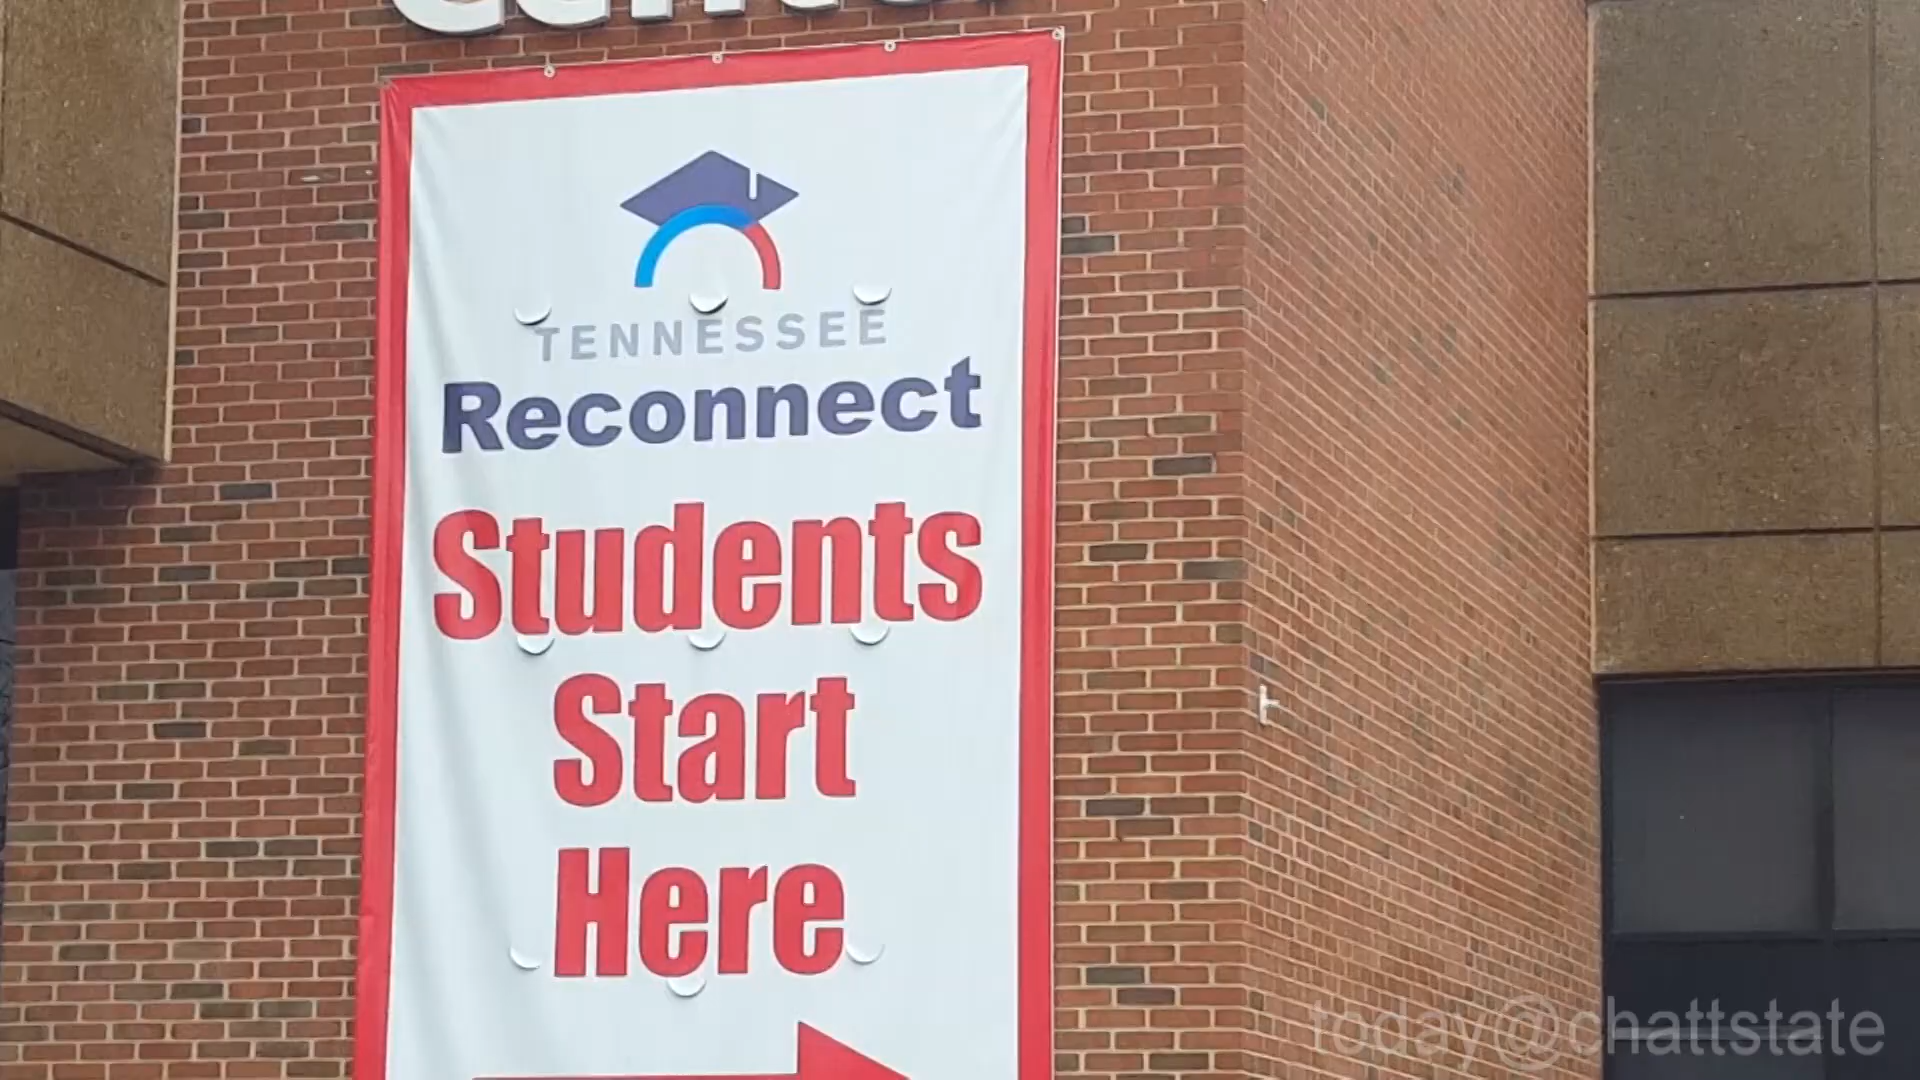 TENNESSEE
Reconnect
Students
Start
Here
today@chattstate